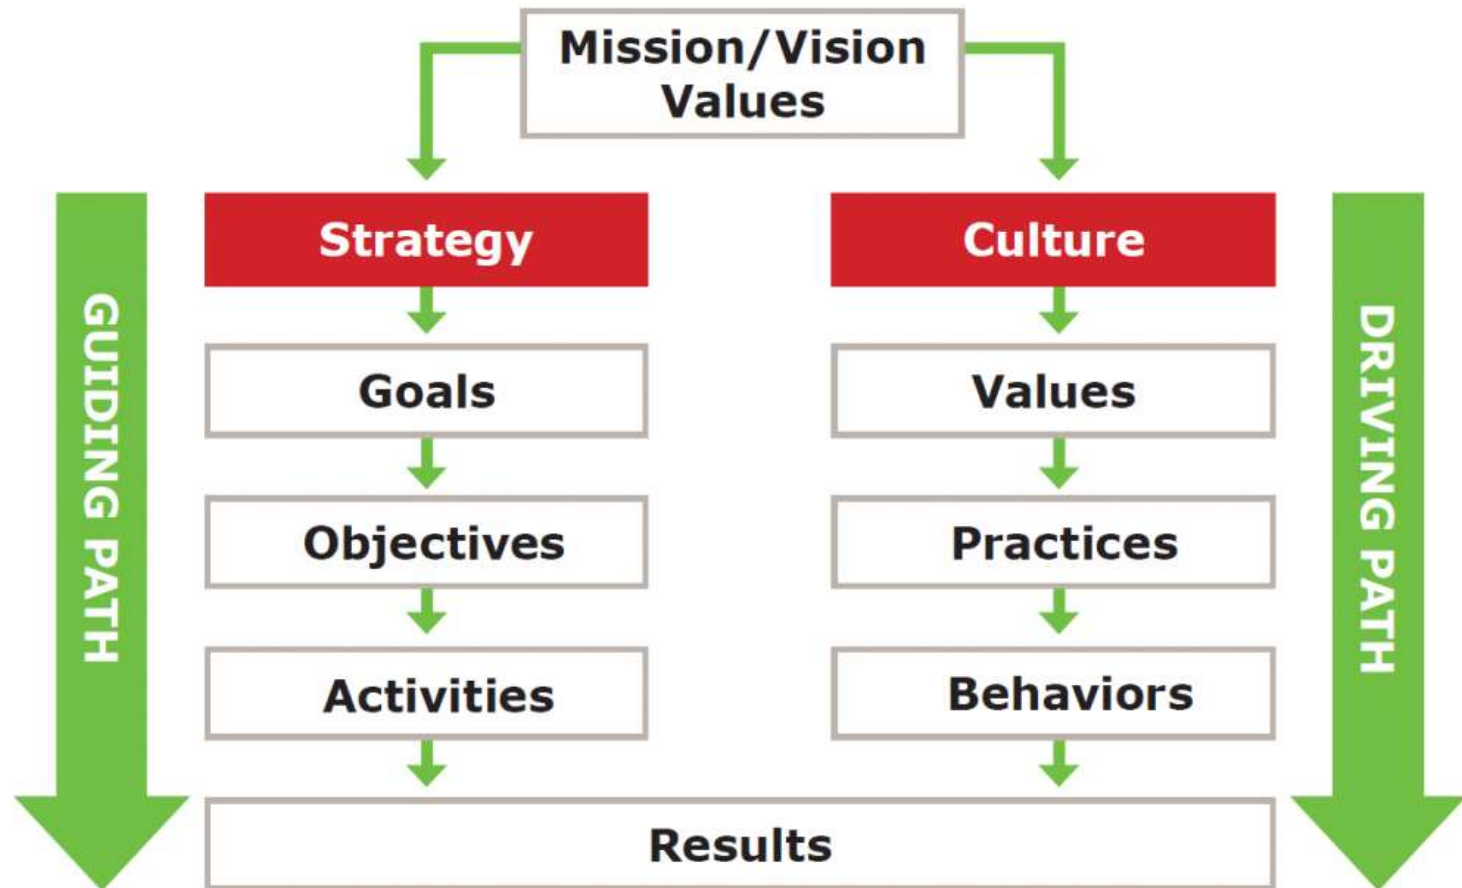 Mission/Vision
Values
Strategy
Culture
GUIDING PATH
DRIVING PATH
Goals
Values
Objectives
Practices
Activities
Behaviors
Results